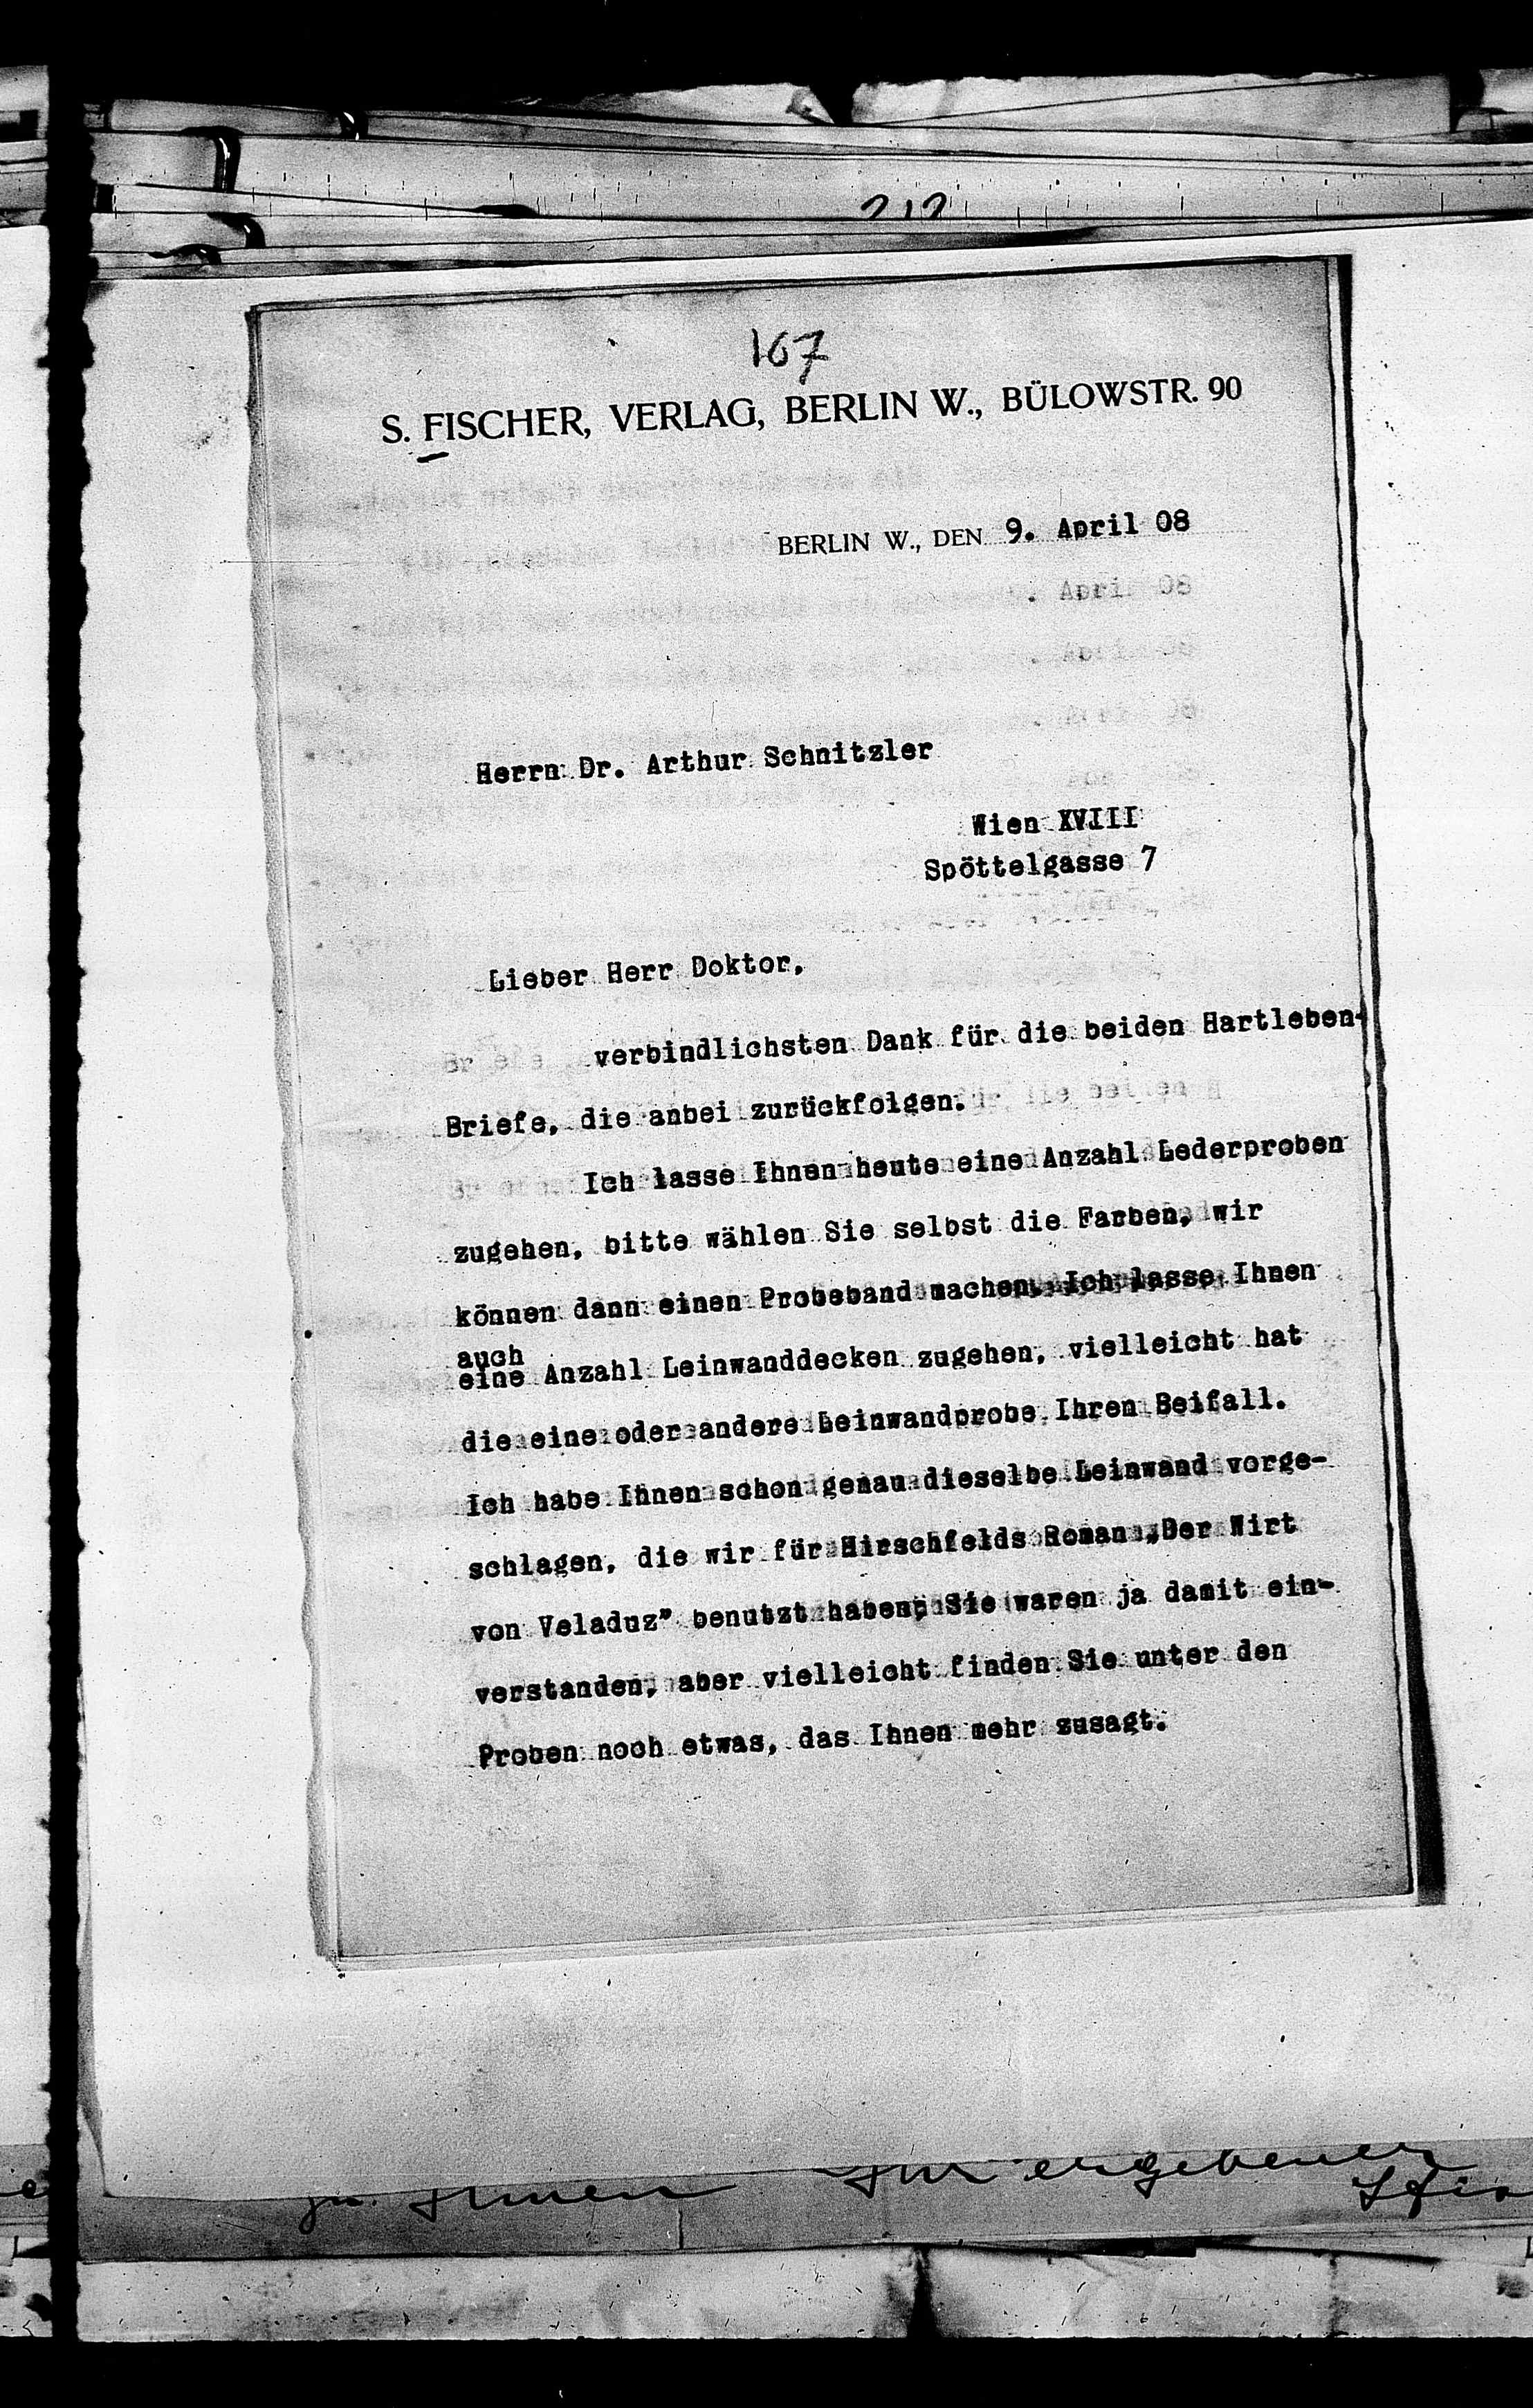 212
167
S. FISCHER, VERLAG, BERLIN W., BÜLOWSTR. 90
BERLIN W., DEN 9. April 08
Herrn Dr. Arthur Schnitzler
Wien XVIII
Spöttelgasse 7
Lieber Herr Doktor,
verbindlichsten Dank für die beiden Hartleben-
Briefe, die anbei zurückfolgen.
Ich lasse Ihnen heute eine Anzahl Lederproben
zugehen, bitte wählen Sie selbst die Farben, wir
können dann einen Probeband machen. Ich lasse Ihnen
auch
eine Anzahl Leinwanddecken zugehen, vielleicht hat
die eine oder andere Leinwandprobe Ihren Beifall.
Ich habe Ihnen schon genau dieselbe Leinwand vorge-
schlagen, die wir für Hirschfelds Roman „Der Wirt
von Veladuz” benutzt haben, Sie waren ja damit ein-
verstanden, aber vielleicht finden Sie unter den
Proben noch etwas, das Ihnen mehr zusagt.
Ihr ergebener
zu Ihnen